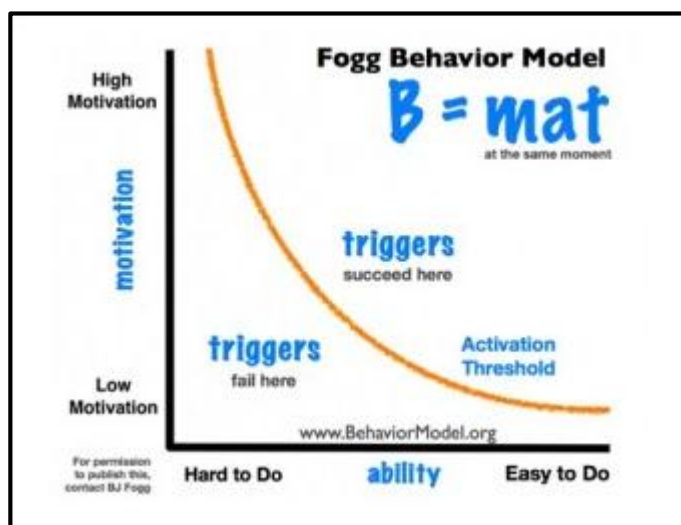 Fogg Behavior Model
B = mat
at the same moment
High
Motivation
motivation
triggers
succeed here
triggers
fail here
Activation
Threshold
Low
Motivation
www.BehaviorModel.org
For permission
to publish this,
contact BJ Fogg
Hard to Do
ability
Easy to Do